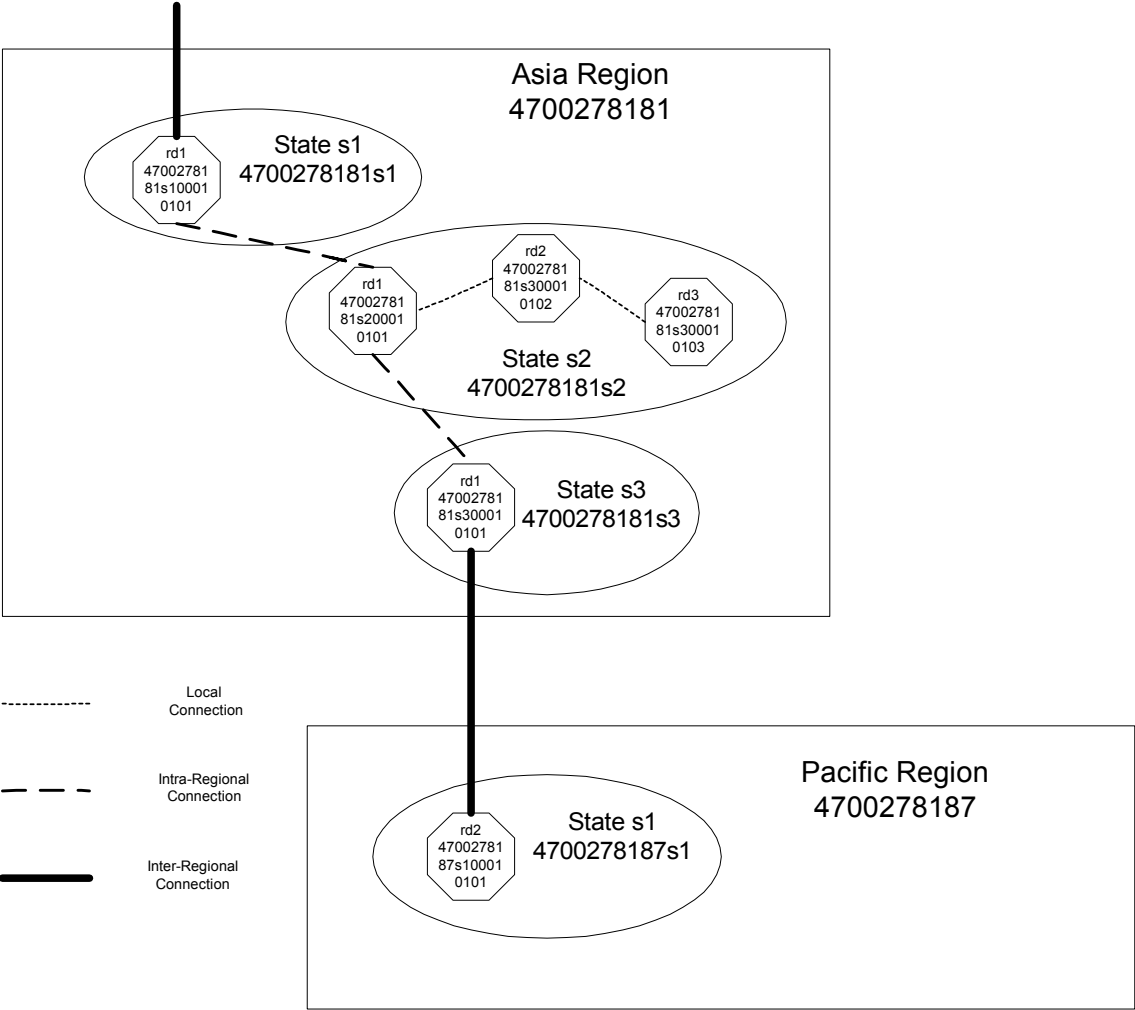 Asia Region
4700278181
State s1
4700278181s1
rd1
47002781
81s10001
0101
rd2
47002781
81s30001
0102
rd1
47002781
81s20001
0101
rd3
47002781
81s30001
0103
State s2
4700278181s2
rd1
47002781
81s30001
0101
State s3
4700278181s3
Local
Connection
Intra-Regional
Connection
Inter-Regional
Connection
Pacific Region
4700278187
rd2
47002781
87s10001
0101
State s1
4700278187s1